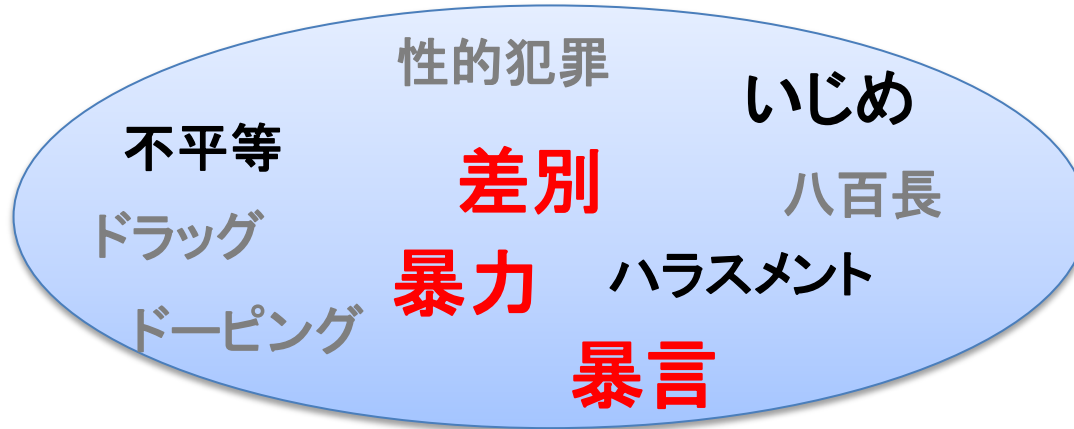 性的犯罪
いじめ
不平等
差別
八百長
ドラッグ
暴力
ハラスメント
ドーピング
暴言